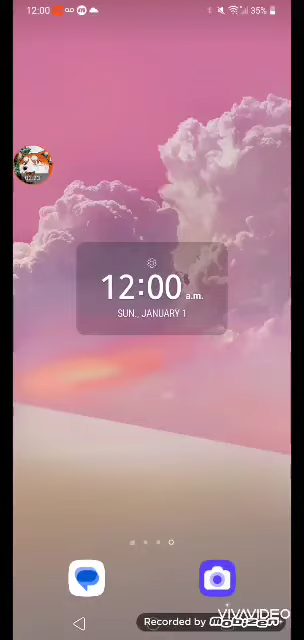 12:00
35%
12:00 a.m.
SUN., JANUARY 1
VIVAVIDEO
Recorded by